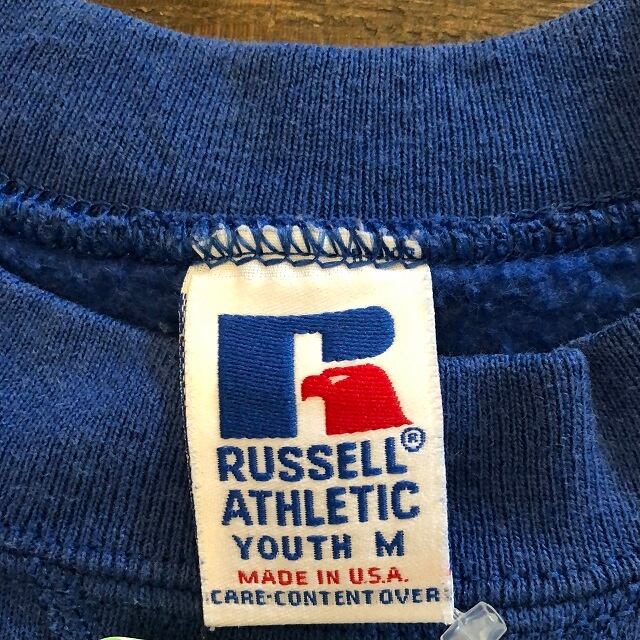 RUSSELL®
ATHLETIC
YOUTH M
MADE IN U.S.A.
CARE·CONTENT OVER